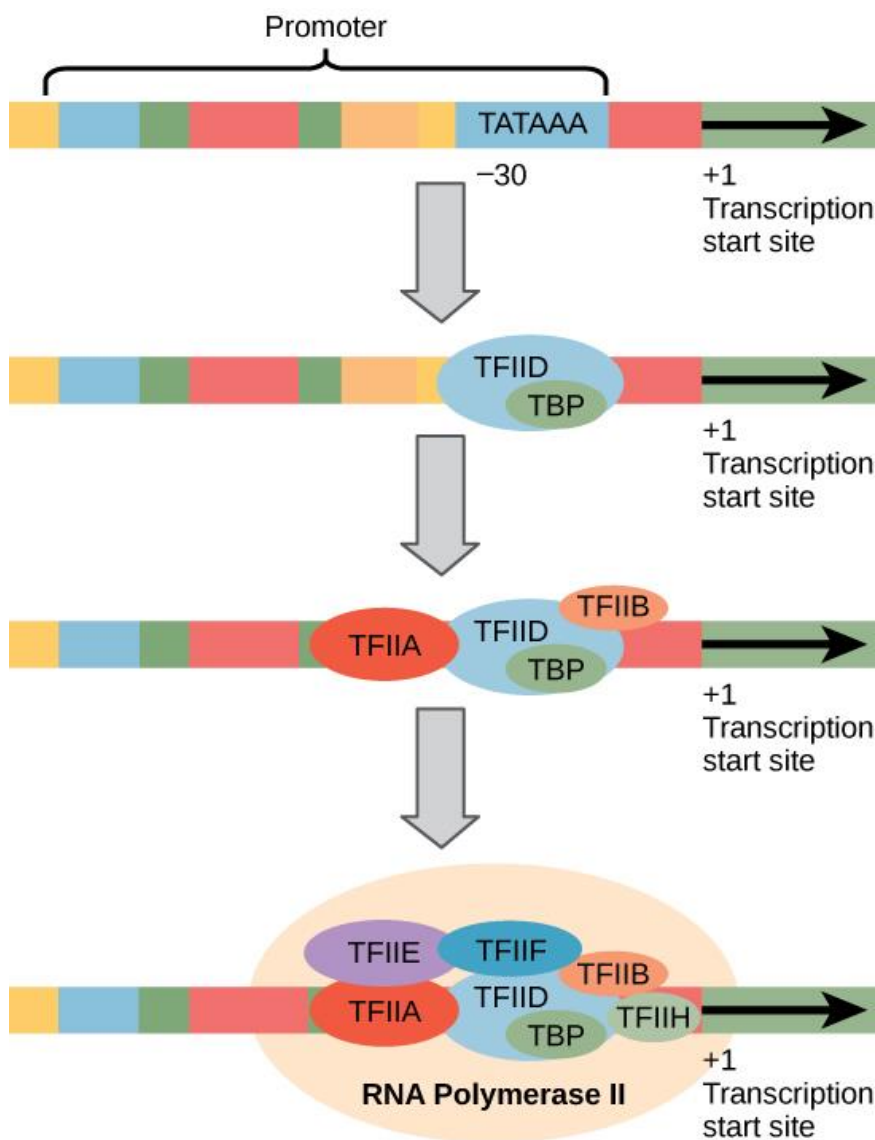 Promoter
TATAAA
−30
+1
Transcription
start site
TFIID
TBP
+1
Transcription
start site
TFIIB
TFIIA
TFIID
TBP
+1
Transcription
start site
TFIIE
TFIIF
TFIIB
TFIIA
TFIID
TFIIH
TBP
+1
RNA Polymerase II
Transcription
start site